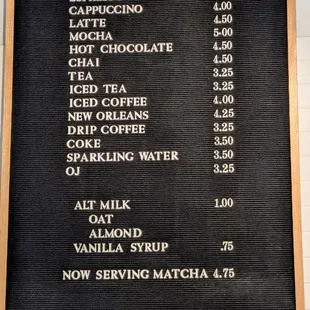 CAPPUCCINO 4.00
LATTE 4.50
MOCHA 5.00
HOT CHOCOLATE 4.50
CHAI 4.50
TEA 3.25
ICED TEA 3.25
ICED COFFEE 4.00
NEW ORLEANS 4.25
DRIP COFFEE 3.25
COKE 3.50
SPARKLING WATER 3.50
OJ 3.25
ALT MILK 1.00
OAT
ALMOND
VANILLA SYRUP .75
NOW SERVING MATCHA 4.75